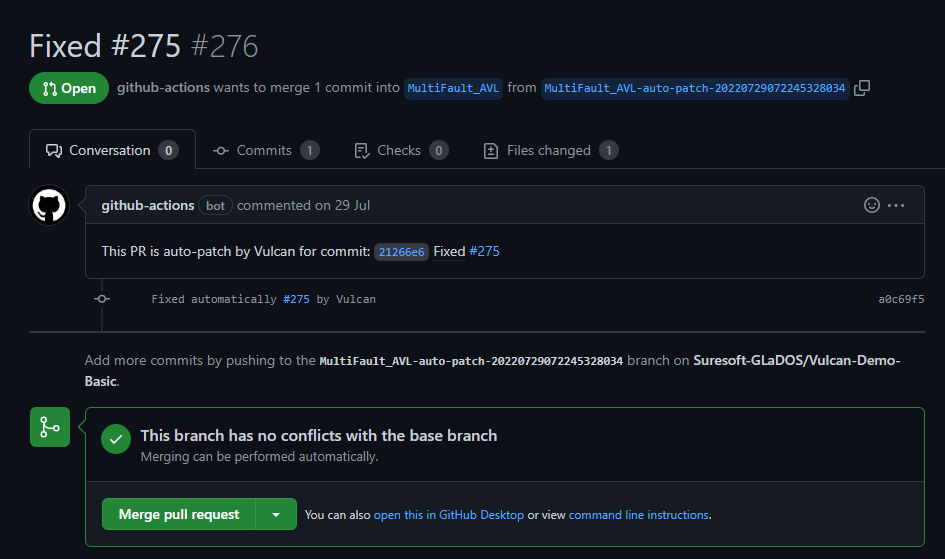 Fixed #275 #276
Open github-actions wants to merge 1 commit into MultiFault_AVL from MultiFault_AVL-auto-patch-20220729072245328034
Conversation 0 Commits 1 Checks 0 Files changed 1
github-actions bot commented on 29 Jul
This PR is auto-patch by Vulcan for commit: 21266e6 Fixed #275
Fixed automatically #275 by Vulcan a0c69f5
Add more commits by pushing to the MultiFault_AVL-auto-patch-20220729072245328034 branch on Suresoft-GLaDOS/Vulcan-Demo-
Basic.
This branch has no conflicts with the base branch
Merging can be performed automatically.
Merge pull request You can also open this in GitHub Desktop or view command line instructions.